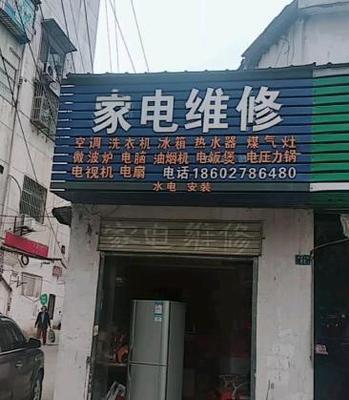 家电维修
空调 洗衣机 冰箱 热水器 煤气灶
微波炉 电脑 油烟机 电饭煲 电压力锅
电视机 电扇 电话18602786480
水电 安装
家电维修